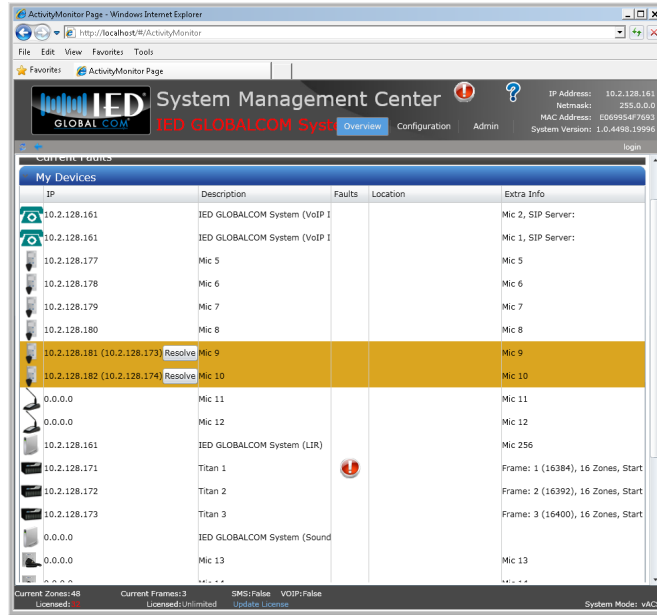 ActivityMonitor Page - Windows Internet Explorer
http://localhost/#/ActivityMonitor
File Edit View Favorites Tools
Favorites ActivityMonitor Page
IED
GLOBAL COM
System Management Center
IED GLOBALCOM Syst
Overview Configuration Admin
IP Address: 10.2.128.161
Netmask: 255.0.0.0
MAC Address: E069954F7693
System Version: 1.0.4498.19996
login
Current Faults
My Devices
IP Description Faults Location Extra Info
10.2.128.161 IED GLOBALCOM System (VoIP I Mic 2, SIP Server:
10.2.128.161 IED GLOBALCOM System (VoIP I Mic 1, SIP Server:
10.2.128.177 Mic 5 Mic 5
10.2.128.178 Mic 6 Mic 6
10.2.128.179 Mic 7 Mic 7
10.2.128.180 Mic 8 Mic 8
10.2.128.181 (10.2.128.173) Resolve Mic 9 Mic 9
10.2.128.182 (10.2.128.174) Resolve Mic 10 Mic 10
0.0.0.0 Mic 11 Mic 11
0.0.0.0 Mic 12 Mic 12
10.2.128.161 IED GLOBALCOM System (LIR) Mic 256
10.2.128.171 Titan 1 Frame: 1 (16384), 16 Zones, Start
10.2.128.172 Titan 2 Frame: 2 (16392), 16 Zones, Start
10.2.128.173 Titan 3 Frame: 3 (16400), 16 Zones, Start
0.0.0.0 IED GLOBALCOM System (Sound
0.0.0.0 Mic 13 Mic 13
Current Zones:48 Current Frames:3 SMS:False VOIP:False
Licensed: Licensed:Unlimited Update License System Mode: vAC